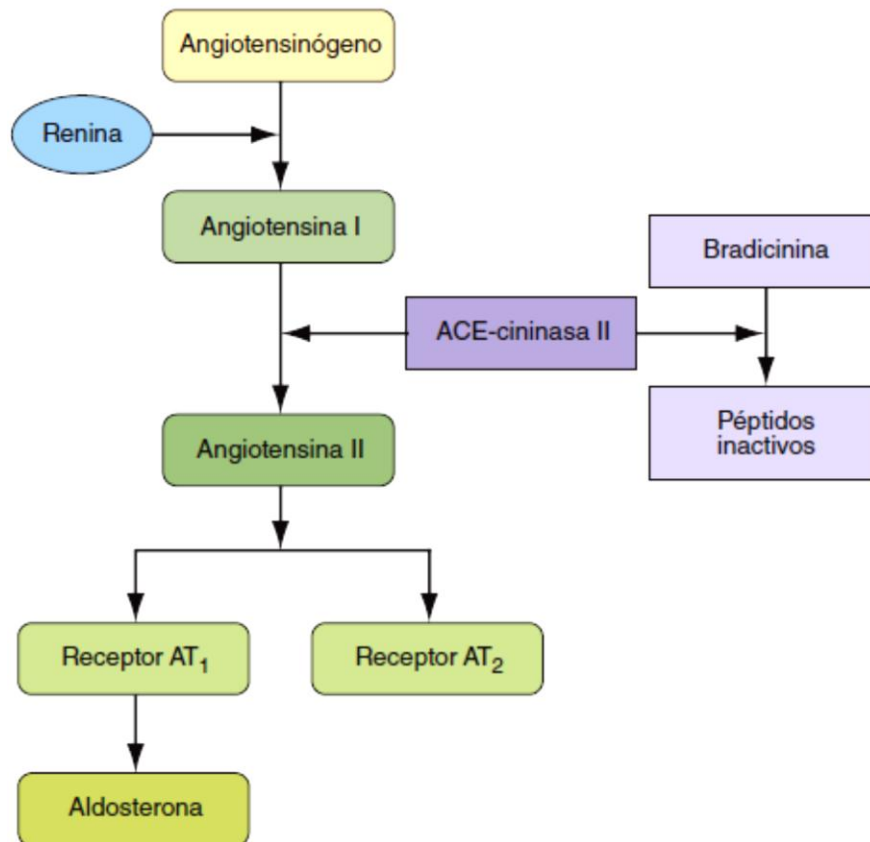 Angiotensinógeno
Renina
Angiotensina I
Bradicinina
ACE-cininasa II
Angiotensina II
Péptidos
inactivos
Receptor AT₁
Receptor AT₂
Aldosterona